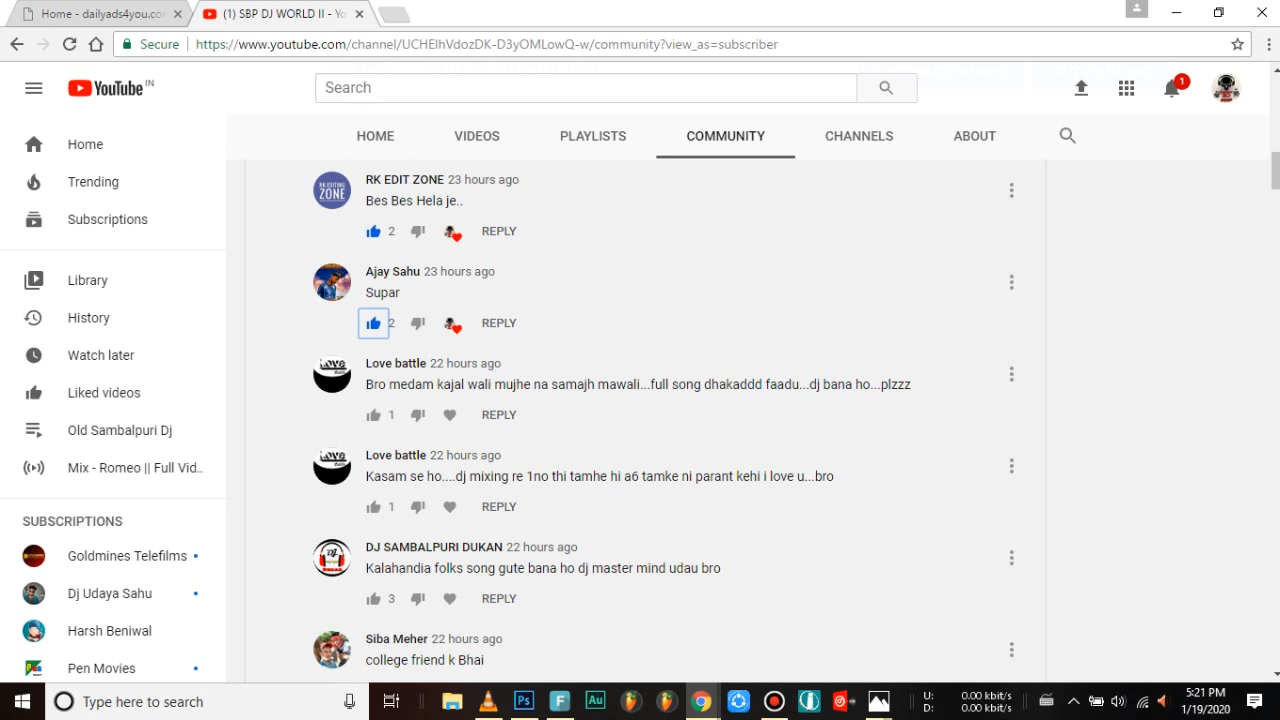 Home - dailyads4you.co
(1) SBP DJ WORLD II - Yo
Secure https://www.youtube.com/channel/UCHEIhVdozDK-D3yOMLowQ-w/community?view_as=subscriber
YouTube IN
Search
1
HOME VIDEOS PLAYLISTS COMMUNITY CHANNELS ABOUT
Home
Trending
Subscriptions
Library
History
Watch later
Liked videos
Old Sambalpuri Dj
Mix - Romeo || Full Vid..
SUBSCRIPTIONS
Goldmines Telefilms
Dj Udaya Sahu
Harsh Beniwal
Pen Movies
RK EDITING
ZONE
RK EDIT ZONE 23 hours ago
Bes Bes Hela je..
2 REPLY
Ajay Sahu 23 hours ago
Supar
2 REPLY
Love battle 22 hours ago
Bro medam kajal wali mujhe na samajh mawali...full song dhakaddd faadu...dj bana ho...plzzz
1 REPLY
Love battle 22 hours ago
Kasam se ho....dj mixing re 1no thi tamhe hi a6 tamke ni parant kehi i love u...bro
1 REPLY
DJ SAMBALPURI DUKAN 22 hours ago
Kalahandia folks song gute bana ho dj master mind udau bro
3 REPLY
Siba Meher 22 hours ago
college friend k Bhai
Type here to search
Ps
F
Au
U: 0.00 kbit/s
D: 0.00 kbit/s
5:21 PM
1/19/2020